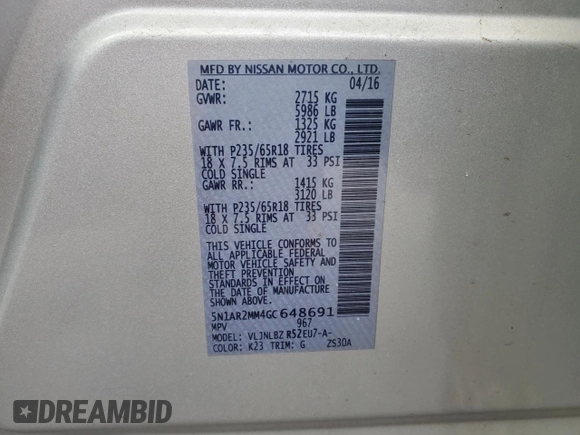 MFD BY NISSAN MOTOR CO., LTD.
DATE: 04/16
GVWR: 2715 KG
5986 LB
GAWR FR.: 1325 KG
2921 LB
WITH P235/65R18 TIRES
18 X 7.5 RIMS AT 33 PSI
COLD SINGLE
GAWR RR.: 1415 KG
3120 LB
WITH P235/65R18 TIRES
18 X 7.5 RIMS AT 33 PSI
COLD SINGLE
THIS VEHICLE CONFORMS TO
ALL APPLICABLE FEDERAL
MOTOR VEHICLE SAFETY AND
THEFT PREVENTION
STANDARDS IN EFFECT ON THE
DATE OF MANUFACTURE
SHOWN ABOVE.
5N1AR2MM4GC648691
MPV 967
MODEL: VLJNLBZ R52EU7-A-
COLOR: K23 TRIM: G ZS30A
DREAMBID